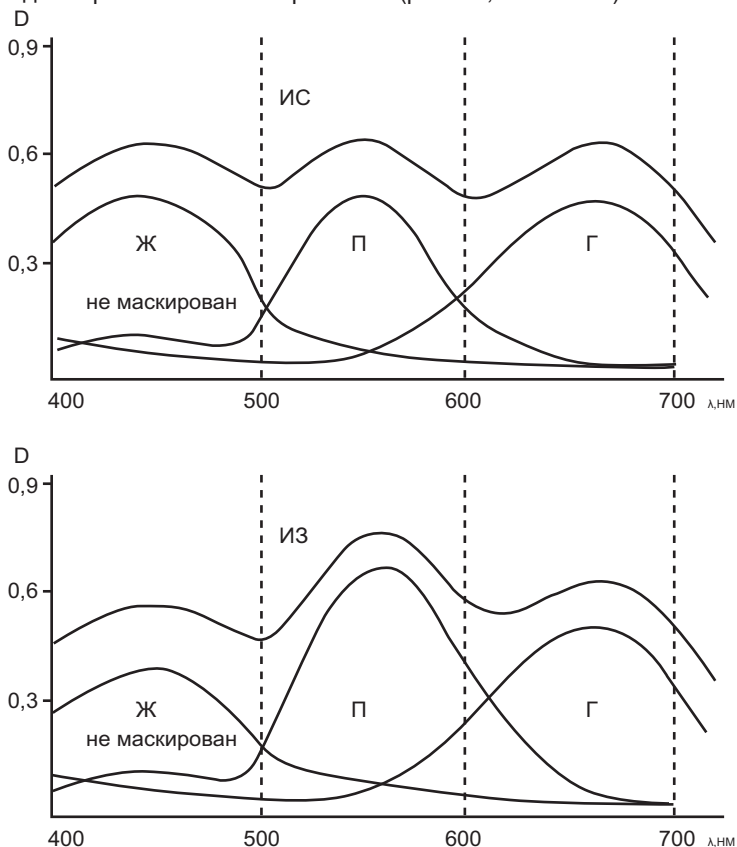 D
0,9
ИС
0,6
Ж П Г
0,3
не маскирован
400 500 600 700 λ,НМ
D
0,9
ИЗ
0,6
0,3
Ж П Г
не маскирован
400 500 600 700 λ,НМ